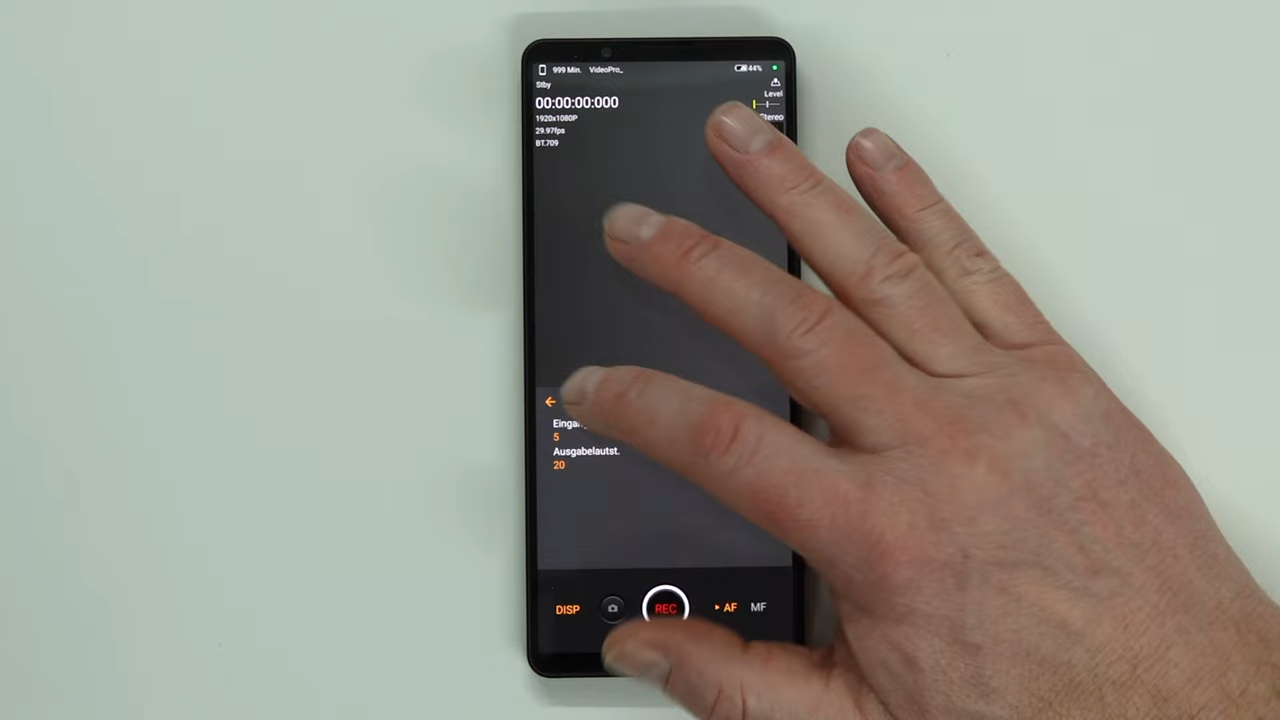 999 Min. VideoPro_ 44%
Stby
Level
00:00:00:000
1920x1080P
Stereo
29.97fps
BT.709
5
Ausgabelautst.
20
DISP REC AF MF